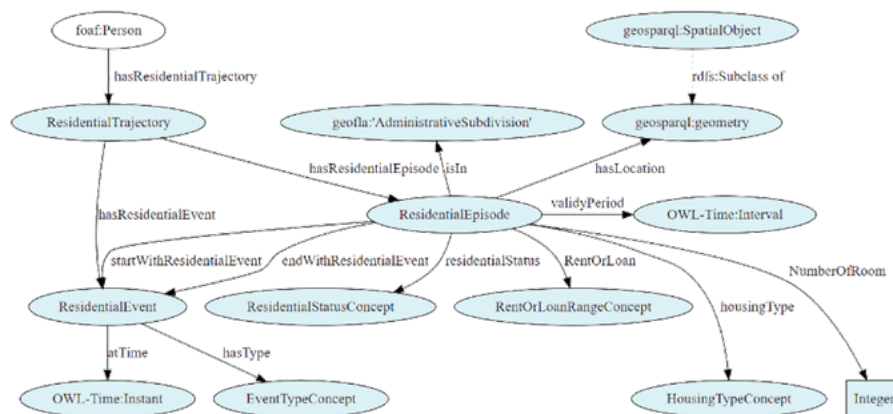 foaf:Person
geosparql:SpatialObject
hasResidentialTrajectory
rdfs:Subclass of
ResidentialTrajectory
geofla:'AdministrativeSubdivision'
geosparql:geometry
hasResidentialEpisode
isIn
hasLocation
validyPeriod
hasResidentialEvent
ResidentialEpisode
OWL-Time:Interval
startWithResidentialEvent
endWithResidentialEvent
residentialStatus
RentOrLoan
NumberOfRoom
ResidentialEvent
ResidentialStatusConcept
RentOrLoanRangeConcept
housingType
atTime
hasType
OWL-Time:Instant
EventTypeConcept
HousingTypeConcept
Integer